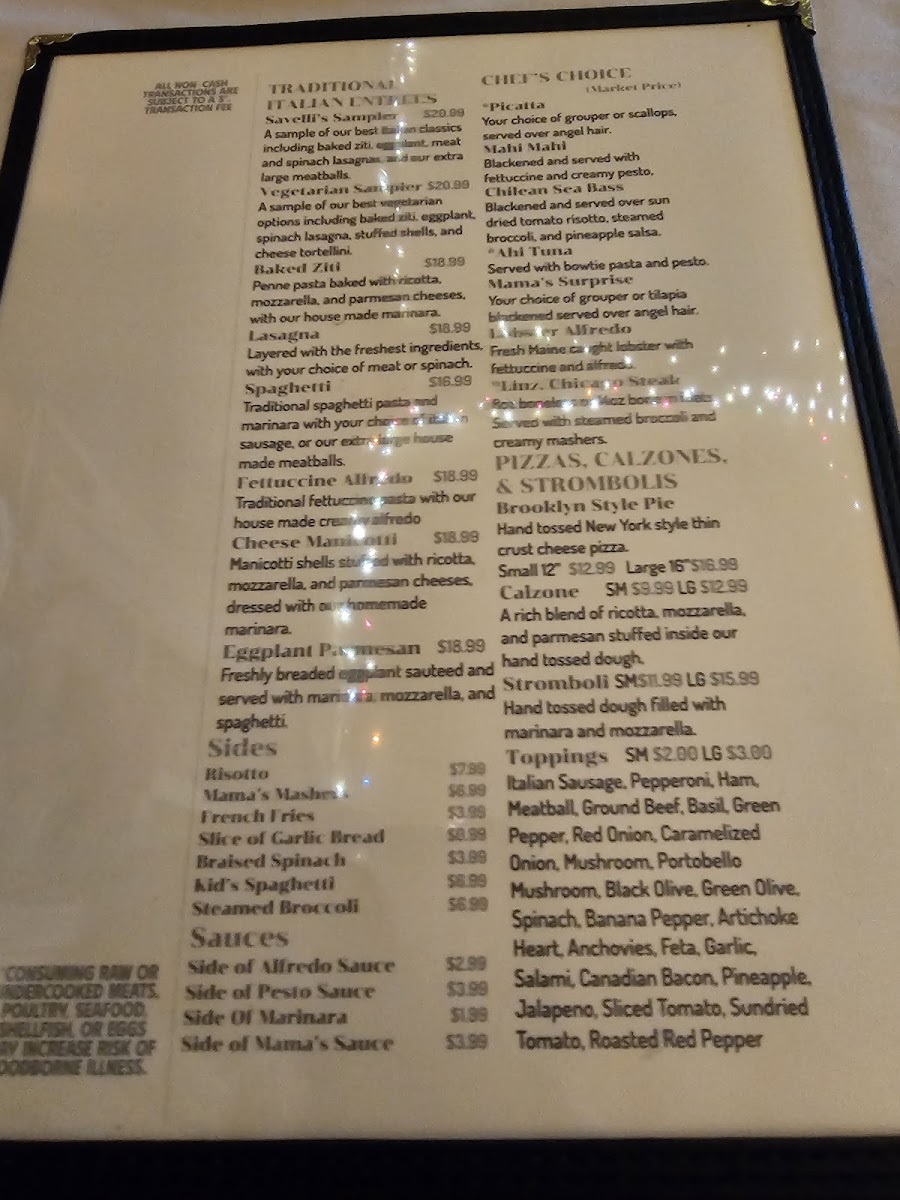 ALL NON-CASH
TRANSACTIONS ARE
SUBJECT TO A
TRANSACTION FEE
TRADITIONAL
ITALIAN ENTREES
Savelli's Sampler $20.99
A sample of our best Italian classics
including baked ziti, eggplant, meat
and spinach lasagnas, and our extra
large meatballs.
Vegetarian Sampler $20.99
A sample of our best vegetarian
options including baked ziti, eggplant,
spinach lasagna, stuffed shells, and
cheese tortellini.
Baked Ziti $18.99
Penne pasta baked with ricotta,
mozzarella, and parmesan cheeses,
with our house made marinara.
Lasagna $18.99
Layered with the freshest ingredients,
with your choice of meat or spinach.
Spaghetti $16.99
Traditional spaghetti pasta and
marinara with your choice of italian
sausage, or our extra large house
made meatballs.
Fettuccine Alfredo $18.99
Traditional fettuccine pasta with our
house made creamy alfredo
Cheese Manicotti $18.99
Manicotti shells stuffed with ricotta,
mozzarella, and parmesan cheeses,
dressed with our homemade
marinara.
Eggplant Parmesan $18.99
Freshly breaded eggplant sauteed and
served with marinara, mozzarella, and
spaghetti.
Sides
Risotto $7.99
Mama's Mashers $6.99
French Fries $3.99
Slice of Garlic Bread $0.99
Braised Spinach $3.99
Kid's Spaghetti $6.99
Steamed Broccoli $6.99
Sauces
Side of Alfredo Sauce $2.99
Side of Pesto Sauce $3.99
Side Of Marinara $1.99
Side of Mama's Sauce $3.99
CONSUMING RAW OR
UNDERCOOKED MEATS,
POULTRY, SEAFOOD,
SHELLFISH, OR EGGS
MAY INCREASE RISK OF
FOODBORNE ILLNESS.
CHEF'S CHOICE
(Market Price)
*Picatta
Your choice of grouper or scallops,
served over angel hair.
Mahi Mahi
Blackened and served with
fettuccine and creamy pesto,
Chilean Sea Bass
Blackened and served over sun
dried tomato risotto, steamed
broccoli, and pineapple salsa.
*Ahi Tuna
Served with bowtie pasta and pesto.
Mama's Surprise
Your choice of grouper or tilapia
blackened served over angel hair.
Lobster Alfredo
Fresh Maine caught lobster with
fettuccine and alfredo.
*Linz, Chicago Steak
8oz boneless or 14oz bone in filets,
Served with steamed broccoli and
creamy mashers.
PIZZAS, CALZONES,
& STROMBOLIS
Brooklyn Style Pie
Hand tossed New York style thin
crust cheese pizza.
Small 12" $12.99 Large 16" $16.99
Calzone SM $9.99 LG $12.99
A rich blend of ricotta, mozzarella,
and parmesan stuffed inside our
hand tossed dough.
Stromboli SM $11.99 LG $15.99
Hand tossed dough filled with
marinara and mozzarella.
Toppings SM $2.00 LG $3.00
Italian Sausage, Pepperoni, Ham,
Meatball, Ground Beef, Basil, Green
Pepper, Red Onion, Caramelized
Onion, Mushroom, Portobello
Mushroom, Black Olive, Green Olive,
Spinach, Banana Pepper, Artichoke
Heart, Anchovies, Feta, Garlic,
Salami, Canadian Bacon, Pineapple,
Jalapeno, Sliced Tomato, Sundried
Tomato, Roasted Red Pepper